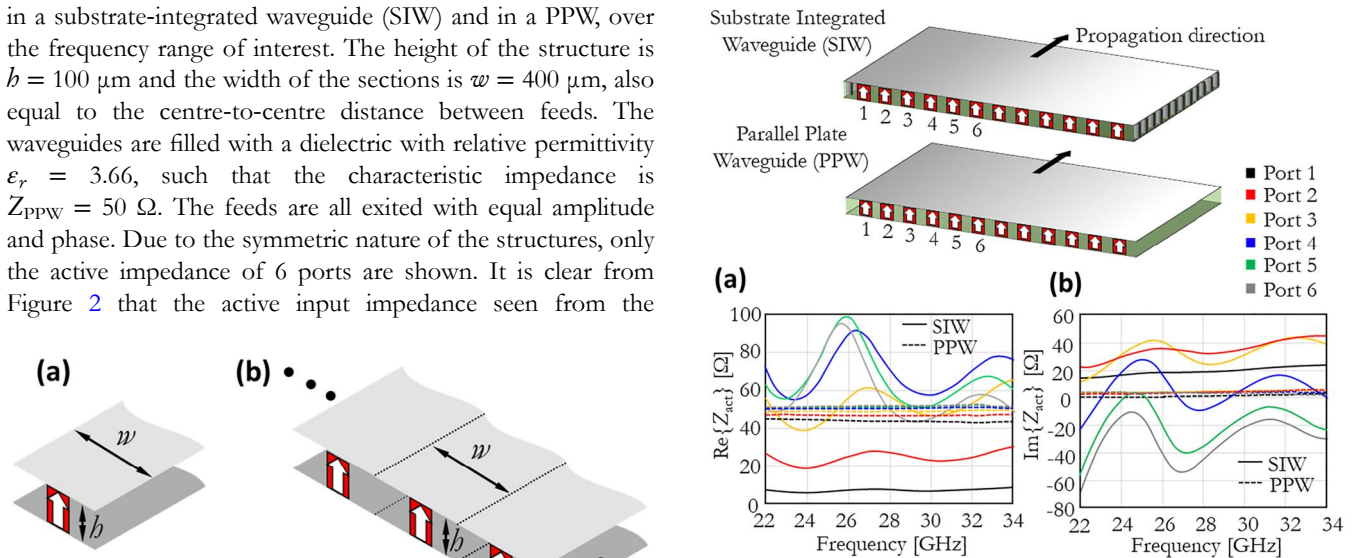 in a substrate-integrated waveguide (SIW) and in a PPW, over
the frequency range of interest. The height of the structure is
h = 100 μm and the width of the sections is w = 400 μm, also
equal to the centre-to-centre distance between feeds. The
waveguides are filled with a dielectric with relative permittivity
εr = 3.66, such that the characteristic impedance is
ZPPW = 50 Ω. The feeds are all exited with equal amplitude
and phase. Due to the symmetric nature of the structures, only
the active impedance of 6 ports are shown. It is clear from
Figure 2 that the active input impedance seen from the
(a)
w
h
(b)
w
h
Substrate Integrated
Waveguide (SIW)
Propagation direction
1 2 3 4 5 6
Parallel Plate
Waveguide (PPW)
1 2 3 4 5 6
Port 1
Port 2
Port 3
Port 4
Port 5
Port 6
(a)
100
80
60
40
20
0
Re{Zact} [Ω]
SIW
PPW
22 24 26 28 30 32 34
Frequency [GHz]
(b)
60
40
20
0
-20
-40
-60
-80
Im{Zact} [Ω]
SIW
PPW
22 24 26 28 30 32 34
Frequency [GHz]